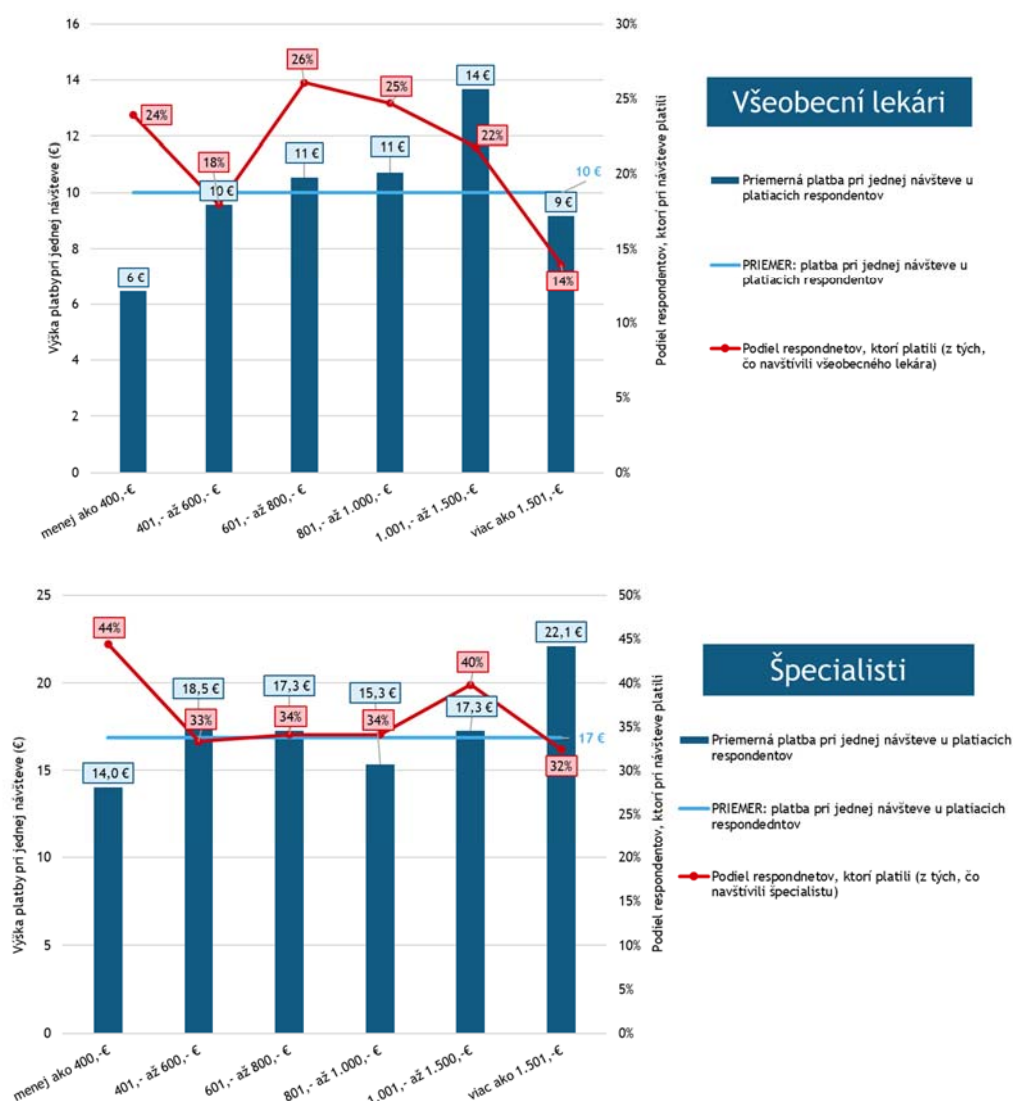 16
14
12
10
8
6
4
2
0
30%
25%
20%
15%
10%
5%
0%
Výška platby pri jednej návšteve (€)
Podiel respondentov, ktorí pri návšteve platili
24%
18%
26%
25%
22%
14%
6 €
10 €
11 €
11 €
14 €
9 €
10 €
menej ako 400,-€
401,- až 600,- €
601,- až 800,- €
801,- až 1.000,- €
1.001,- až 1.500,-€
viac ako 1.501,-€
Všeobecní lekári
Priemerná platba pri jednej návšteve u
platiacich respondentov
PRIEMER: platba pri jednej návšteve u
platiacich respondentov
Podiel respondnetov, ktorí platili (z tých,
čo navštívili všeobecného lekára)
25
20
15
10
5
0
50%
45%
40%
35%
30%
25%
20%
15%
10%
5%
0%
Výška platby pri jednej návšteve (€)
Podiel respondentov, ktorí pri návšteve platili
44%
33%
34%
34%
40%
32%
14,0 €
18,5 €
17,3 €
15,3 €
17,3 €
22,1 €
17 €
menej ako 400,-€
401,- až 600,- €
601,- až 800,- €
801,- až 1.000,- €
1.001,- až 1.500,-€
viac ako 1.501,-€
Špecialisti
Priemerná platba pri jednej návšteve u platiacich
respondentov
PRIEMER: platba pri jednej návšteve u platiacich
respondedntov
Podiel respondnetov, ktorí platili (z tých, čo
navštívili špecialistu)